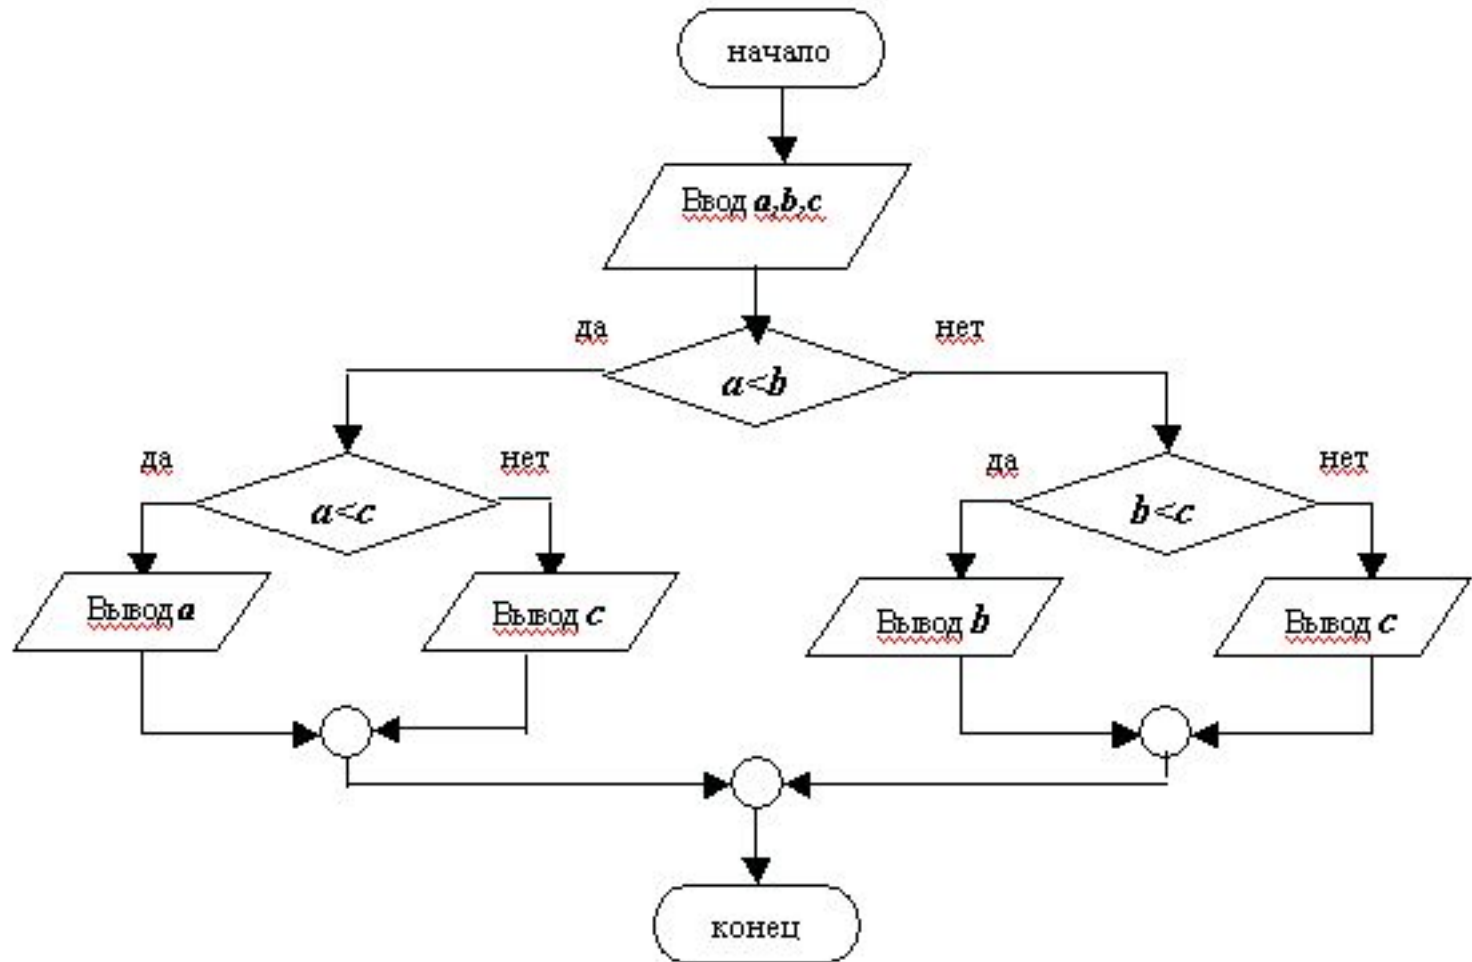 начало
Ввод a,b,c
да
нет
a<b
да
нет
да
нет
a<c
b<c
Вывод a
Вывод c
Вывод b
Вывод c
конец